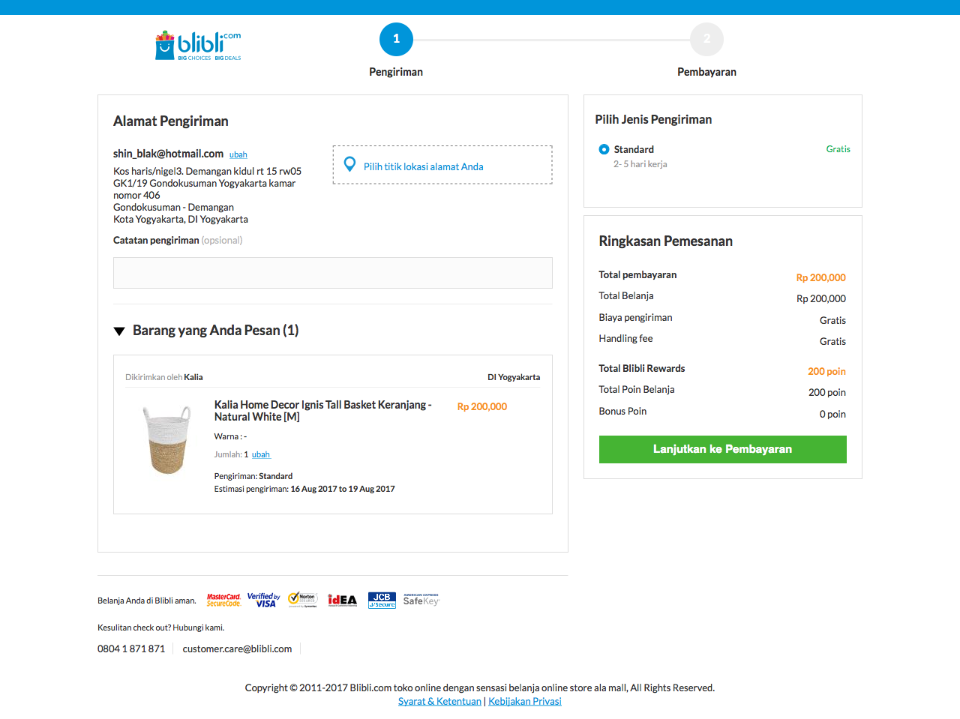 blibli.com
BIG CHOICES BIG DEALS
1
2
Pengiriman
Pembayaran
Alamat Pengiriman
shin_blak@hotmail.com ubah
Kos haris/nigel3. Demangan kidul rt 15 rw05
GK1/19 Gondokusuman Yogyakarta kamar
nomor 406
Gondokusuman - Demangan
Kota Yogyakarta, DI Yogyakarta
Pilih titik lokasi alamat Anda
Catatan pengiriman (opsional)
Barang yang Anda Pesan (1)
Dikirimkan oleh Kalia
DI Yogyakarta
Kalia Home Decor Ignis Tall Basket Keranjang -
Natural White [M]
Rp 200,000
Warna : -
Jumlah: 1 ubah
Pengiriman: Standard
Estimasi pengiriman: 16 Aug 2017 to 19 Aug 2017
Pilih Jenis Pengiriman
Standard
Gratis
2- 5 hari kerja
Ringkasan Pemesanan
Total pembayaran Rp 200,000
Total Belanja Rp 200,000
Biaya pengiriman Gratis
Handling fee Gratis
Total Blibli Rewards 200 poin
Total Poin Belanja 200 poin
Bonus Poin 0 poin
Lanjutkan ke Pembayaran
Belanja Anda di Blibli aman.
MasterCard.
SecureCode.
Verified by
VISA
Norton
idEA
JCB
J/Secure
SafeKey
Kesulitan check out? Hubungi kami.
0804 1 871 871
customer.care@blibli.com
Copyright © 2011-2017 Blibli.com toko online dengan sensasi belanja online store ala mall, All Rights Reserved.
Syarat & Ketentuan | Kebijakan Privasi